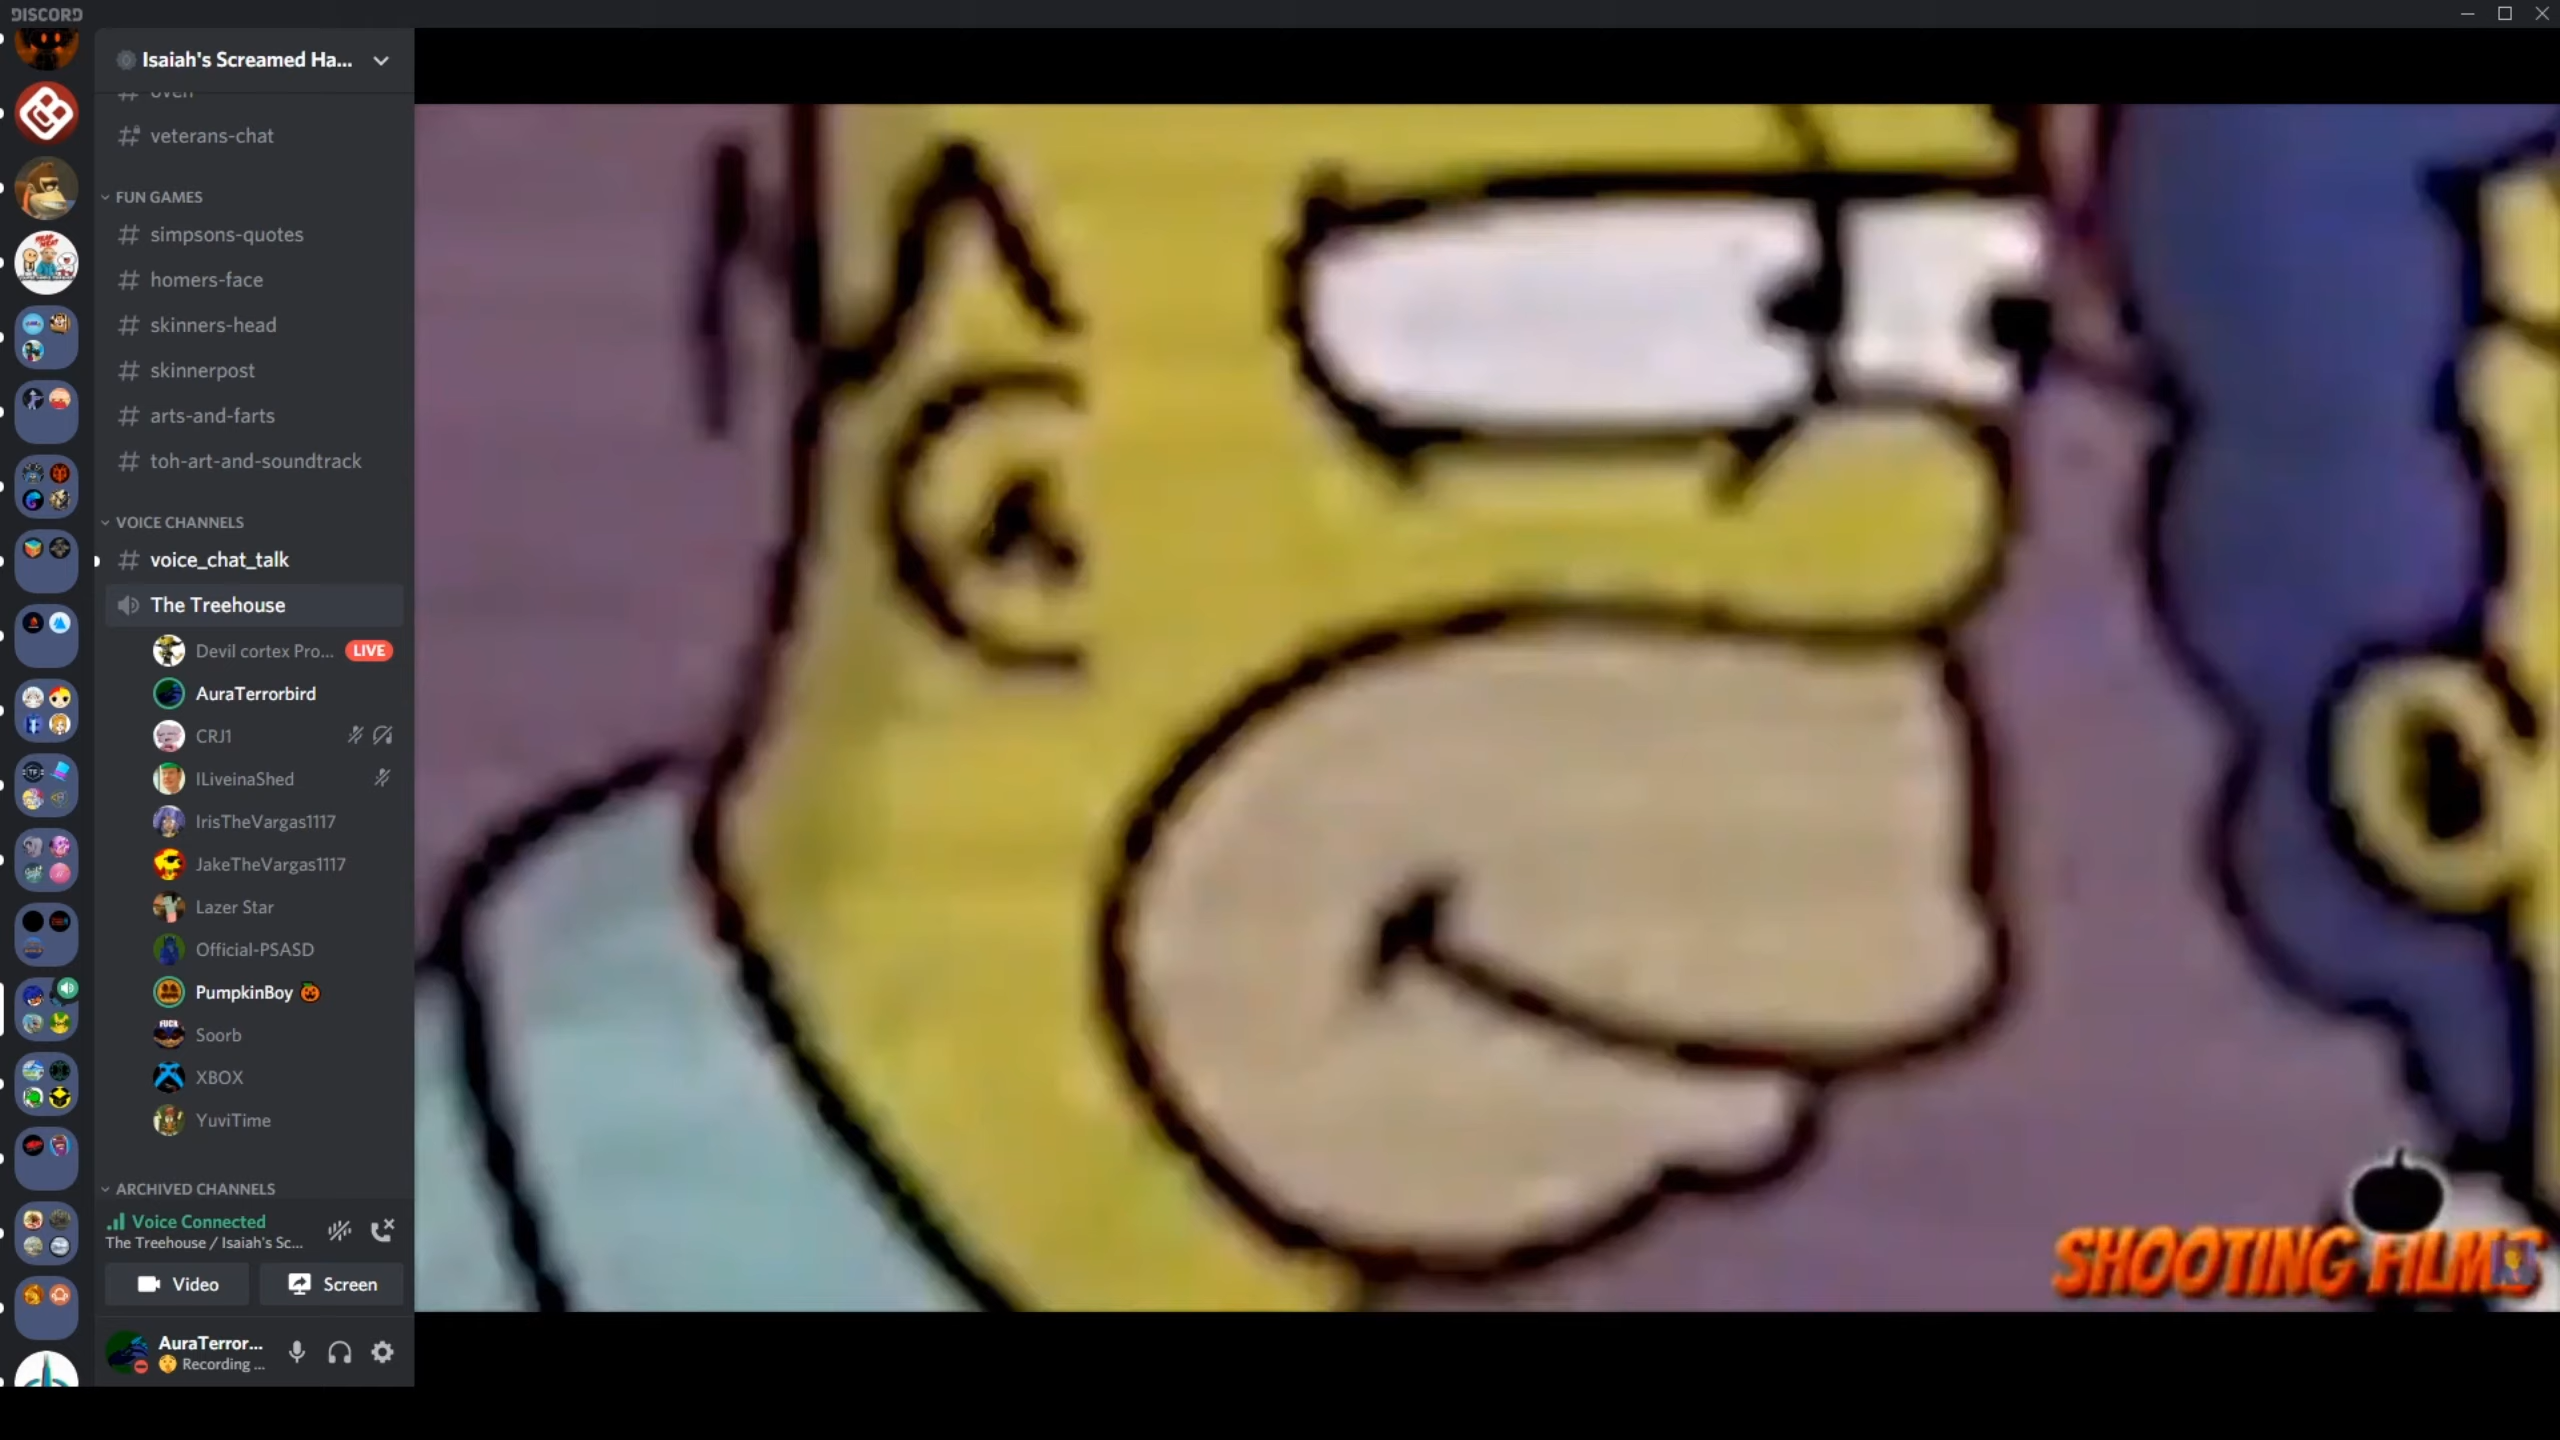 DISCORD
Isaiah's Screamed Ha...
oven
veterans-chat
FUN GAMES
simpsons-quotes
homers-face
skinners-head
skinnerpost
arts-and-farts
toh-art-and-soundtrack
VOICE CHANNELS
voice_chat_talk
The Treehouse
Devil cortex Pro... LIVE
AuraTerrorbird
CRJ1
ILiveinaShed
IrisTheVargas1117
JakeTheVargas1117
Lazer Star
Official-PSASD
PumpkinBoy 🎃
Soorb
XBOX
YuviTime
ARCHIVED CHANNELS
Voice Connected
The Treehouse / Isaiah's Sc...
Video Screen
AuraTerror...
Recording ...
SHOOTING FILMS